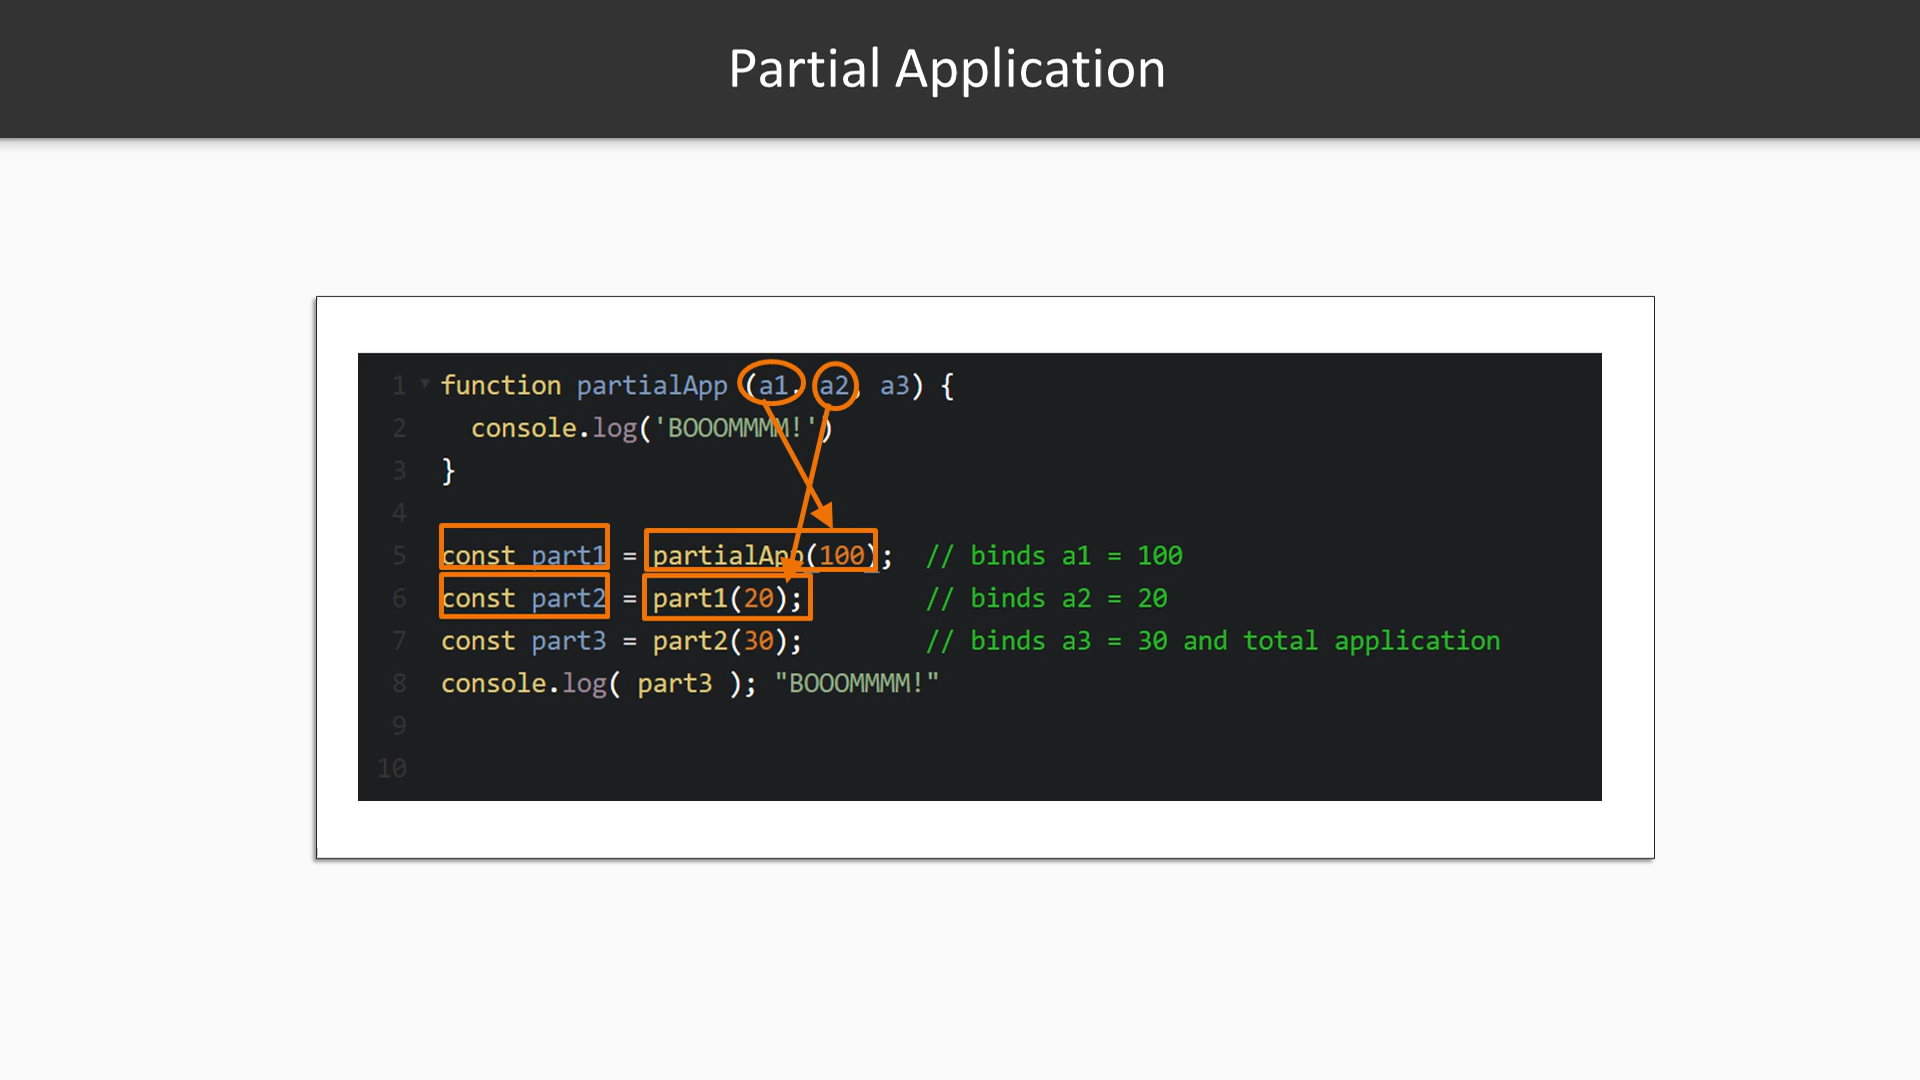 Partial Application
1 function partialApp (a1, a2, a3) {
2 console.log('BOOOMMMM!')
3 }
4
5 const part1 = partialApp(100); // binds a1 = 100
6 const part2 = part1(20); // binds a2 = 20
7 const part3 = part2(30); // binds a3 = 30 and total application
8 console.log( part3 ); "BOOOMMMM!"
9
10